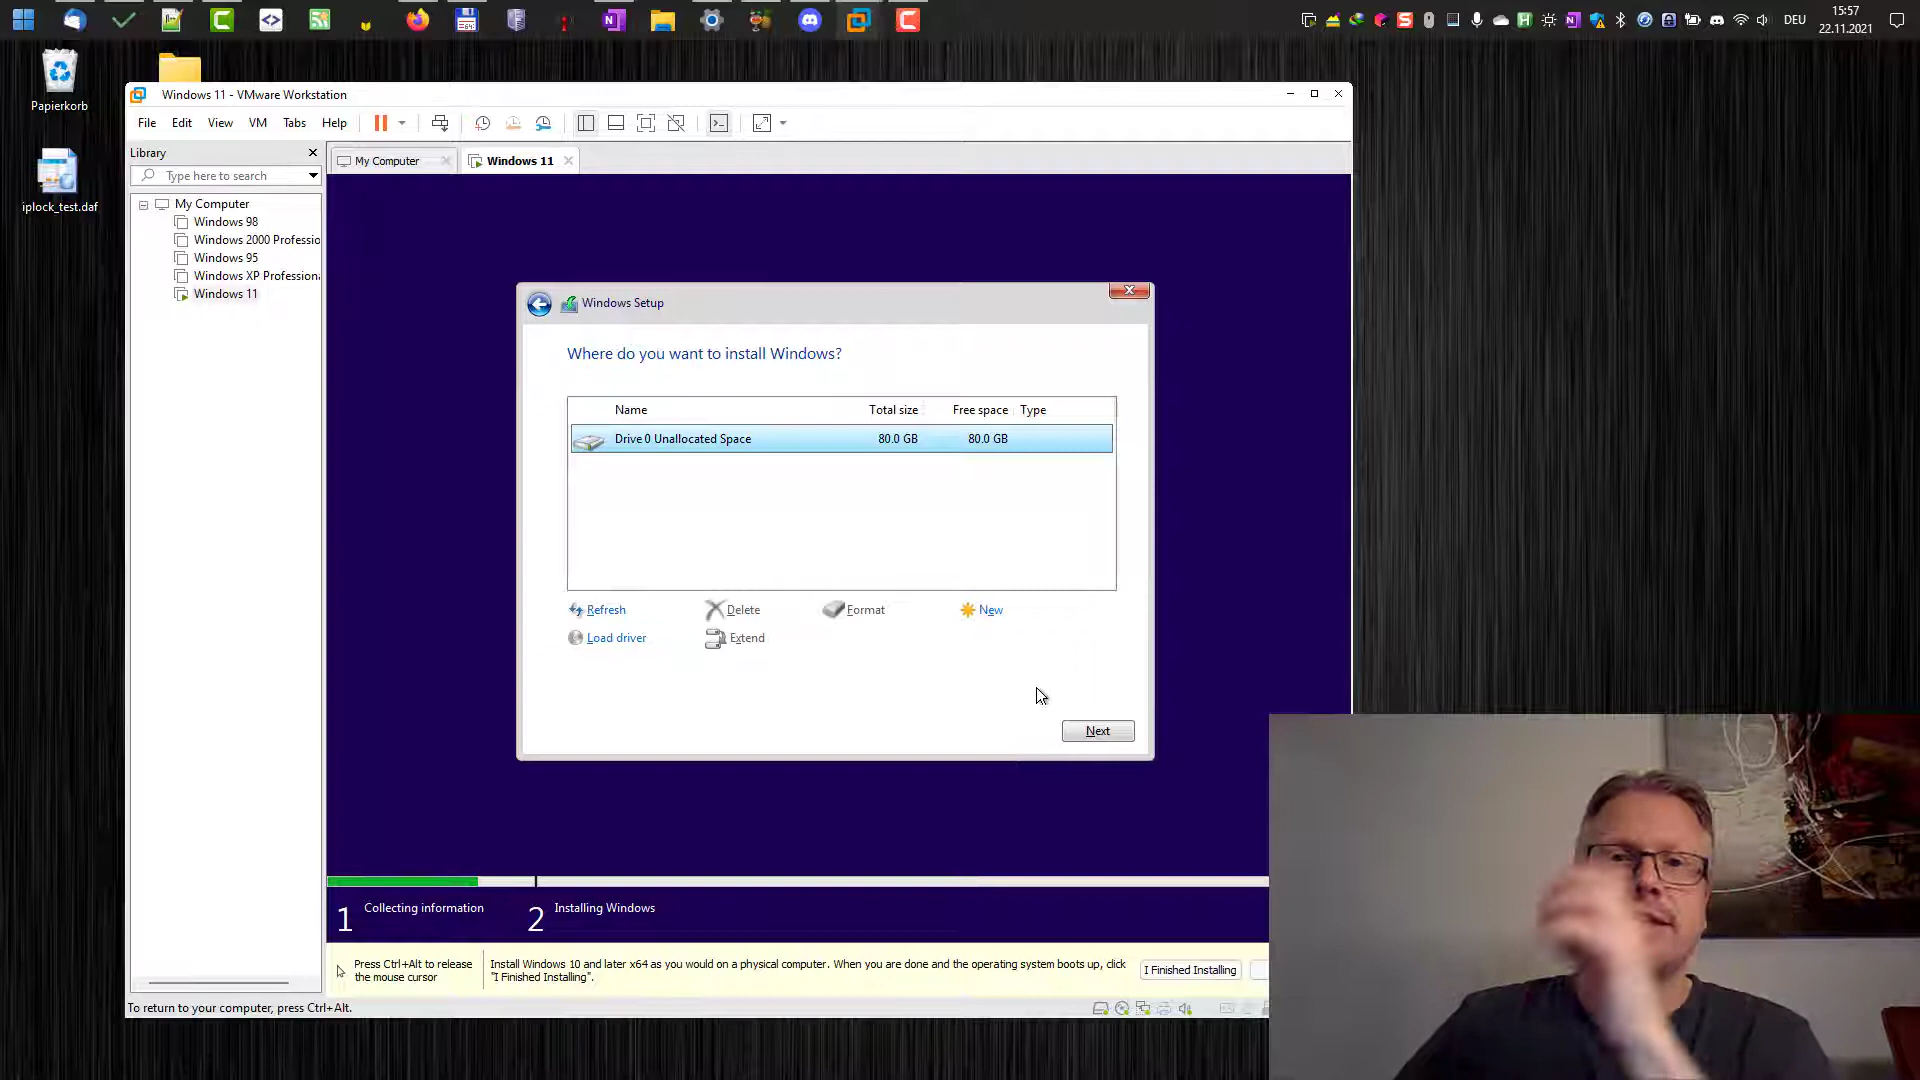 DEU
15:57
22.11.2021
Papierkorb
iplock_test.daf
Windows 11 - VMware Workstation
File Edit View VM Tabs Help
Library
Type here to search
My Computer
Windows 98
Windows 2000 Professio
Windows 95
Windows XP Professiona
Windows 11
My Computer
Windows 11
Windows Setup
Where do you want to install Windows?
Name Total size Free space Type
Drive 0 Unallocated Space 80.0 GB 80.0 GB
Refresh Delete Format New
Load driver Extend
Next
1 Collecting information 2 Installing Windows
Press Ctrl+Alt to release
the mouse cursor
Install Windows 10 and later x64 as you would on a physical computer. When you are done and the operating system boots up, click
"I Finished Installing".
I Finished Installing
To return to your computer, press Ctrl+Alt.